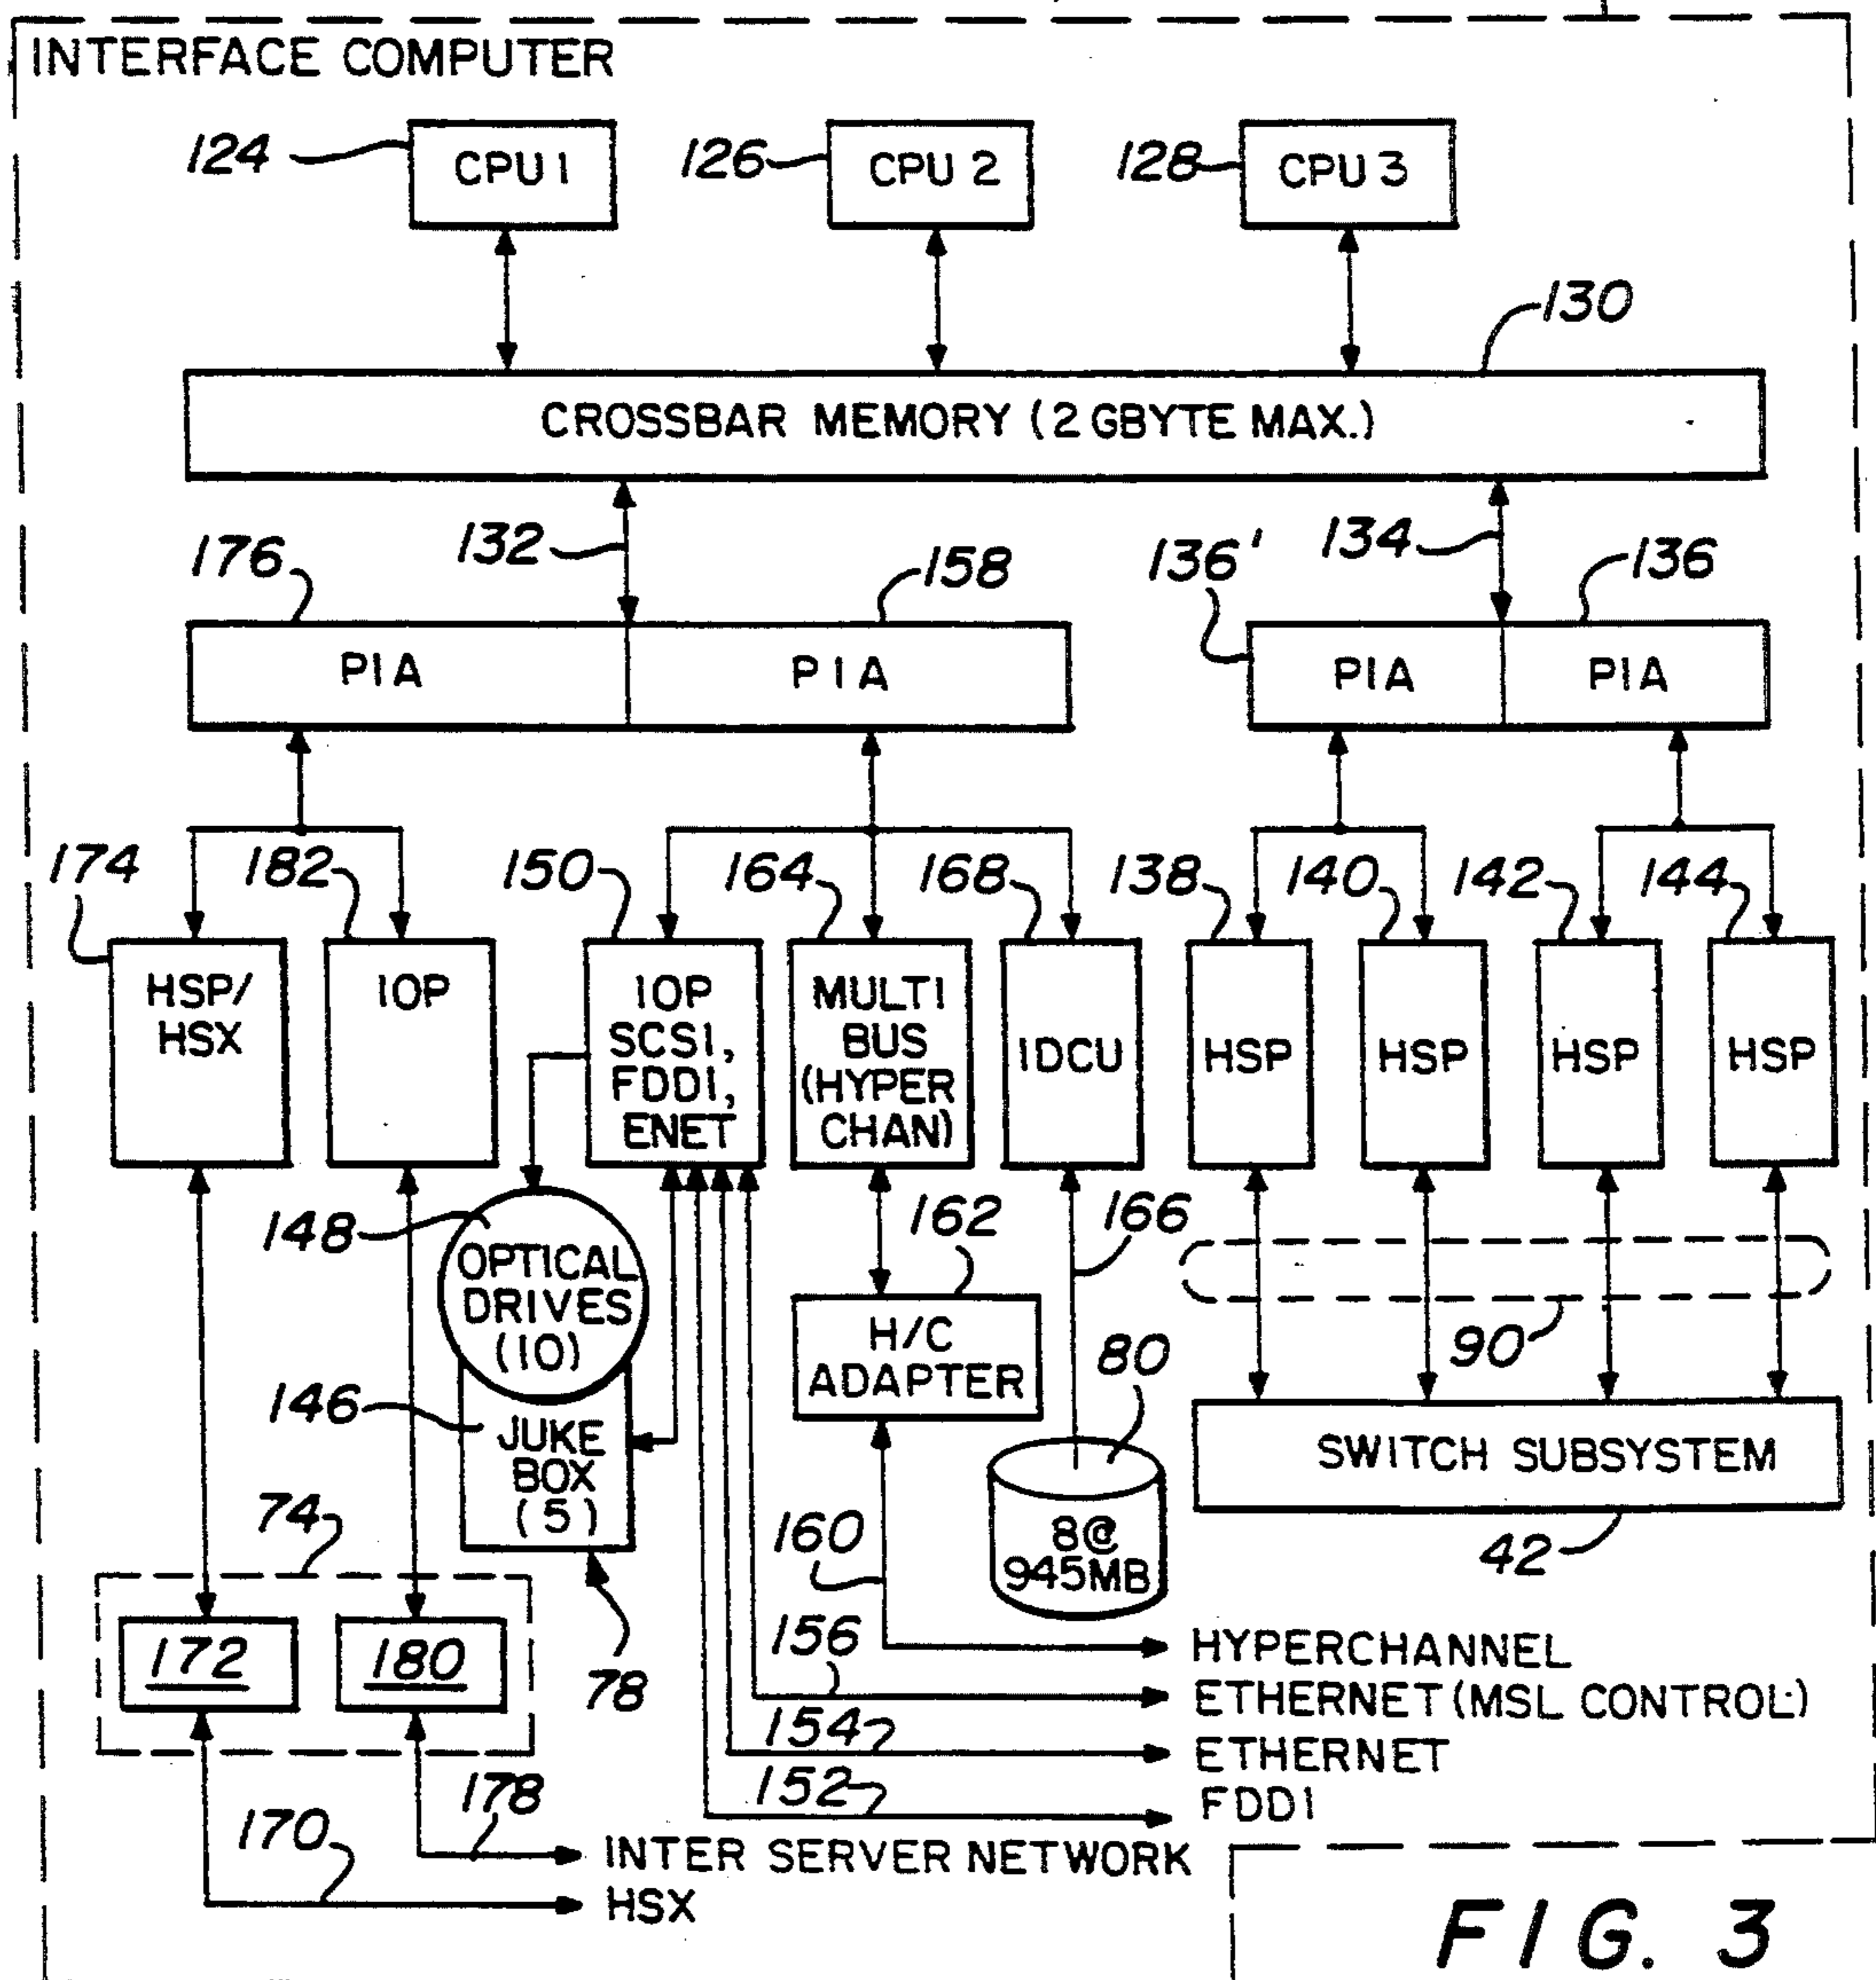 INTERFACE COMPUTER
124 CPU 1 126 CPU 2 128 CPU 3
130
CROSSBAR MEMORY (2 GBYTE MAX.)
176 132 158 136' 134 136
PIA PIA PIA PIA
174 182 150 164 168 138 140 142 144
HSP/
HSX
IOP
IOP
SCSI,
FDDI,
ENET
MULTI
BUS
(HYPER
CHAN)
IDCU
HSP HSP HSP HSP
148
OPTICAL
DRIVES
(10)
162
166
90
H/C
ADAPTER
80
146
JUKE
BOX
(5)
SWITCH SUBSYSTEM
42
74
78
160
8@
945MB
172 180
156
HYPERCHANNEL
ETHERNET (MSL CONTROL)
154
ETHERNET
152
FDDI
178
INTER SERVER NETWORK
170
HSX
FIG. 3